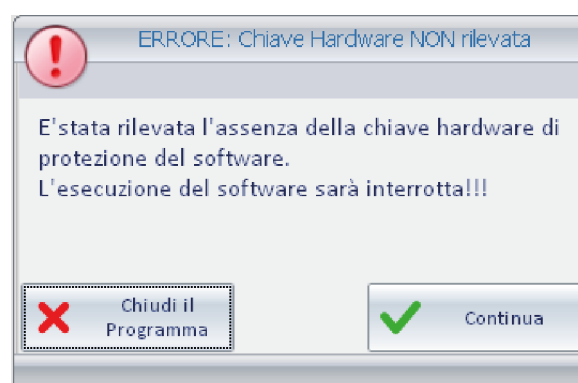 ERRORE: Chiave Hardware NON rilevata
E'stata rilevata l'assenza della chiave hardware di
protezione del software.
L'esecuzione del software sarà interrotta!!!
Chiudi il
Programma
Continua